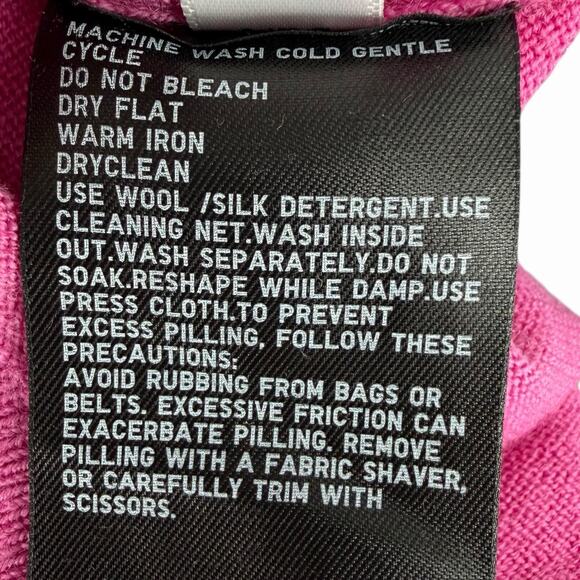 MACHINE WASH COLD GENTLE
CYCLE
DO NOT BLEACH
DRY FLAT
WARM IRON
DRYCLEAN
USE WOOL /SILK DETERGENT.USE
CLEANING NET.WASH INSIDE
OUT.WASH SEPARATELY.DO NOT
SOAK.RESHAPE WHILE DAMP.USE
PRESS CLOTH.TO PREVENT
EXCESS PILLING, FOLLOW THESE
PRECAUTIONS:
AVOID RUBBING FROM BAGS OR
BELTS. EXCESSIVE FRICTION CAN
EXACERBATE PILLING. REMOVE
PILLING WITH A FABRIC SHAVER,
OR CAREFULLY TRIM WITH
SCISSORS.